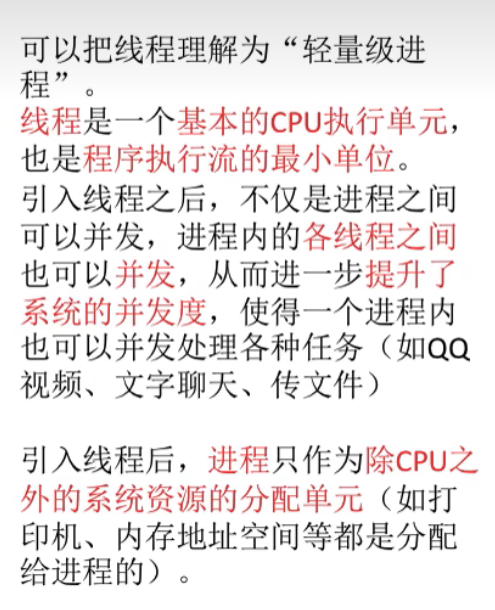 可以把线程理解为“轻量级进
程”。
线程是一个基本的CPU执行单元，
也是程序执行流的最小单位。
引入线程之后，不仅是进程之间
可以并发，进程内的各线程之间
也可以并发，从而进一步提升了
系统的并发度，使得一个进程内
也可以并发处理各种任务（如QQ
视频、文字聊天、传文件）
引入线程后，进程只作为除CPU之
外的系统资源的分配单元（如打
印机、内存地址空间等都是分配
给进程的）。